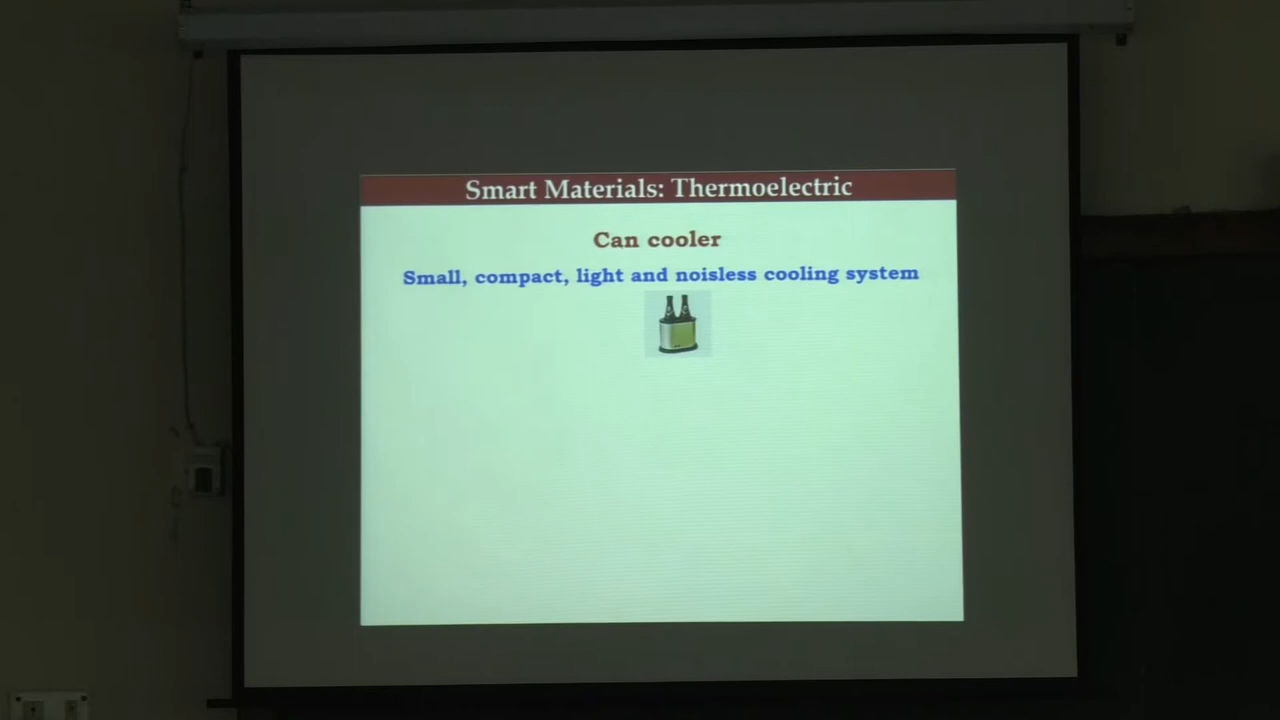 Smart Materials: Thermoelectric
Can cooler
Small, compact, light and noisless cooling system